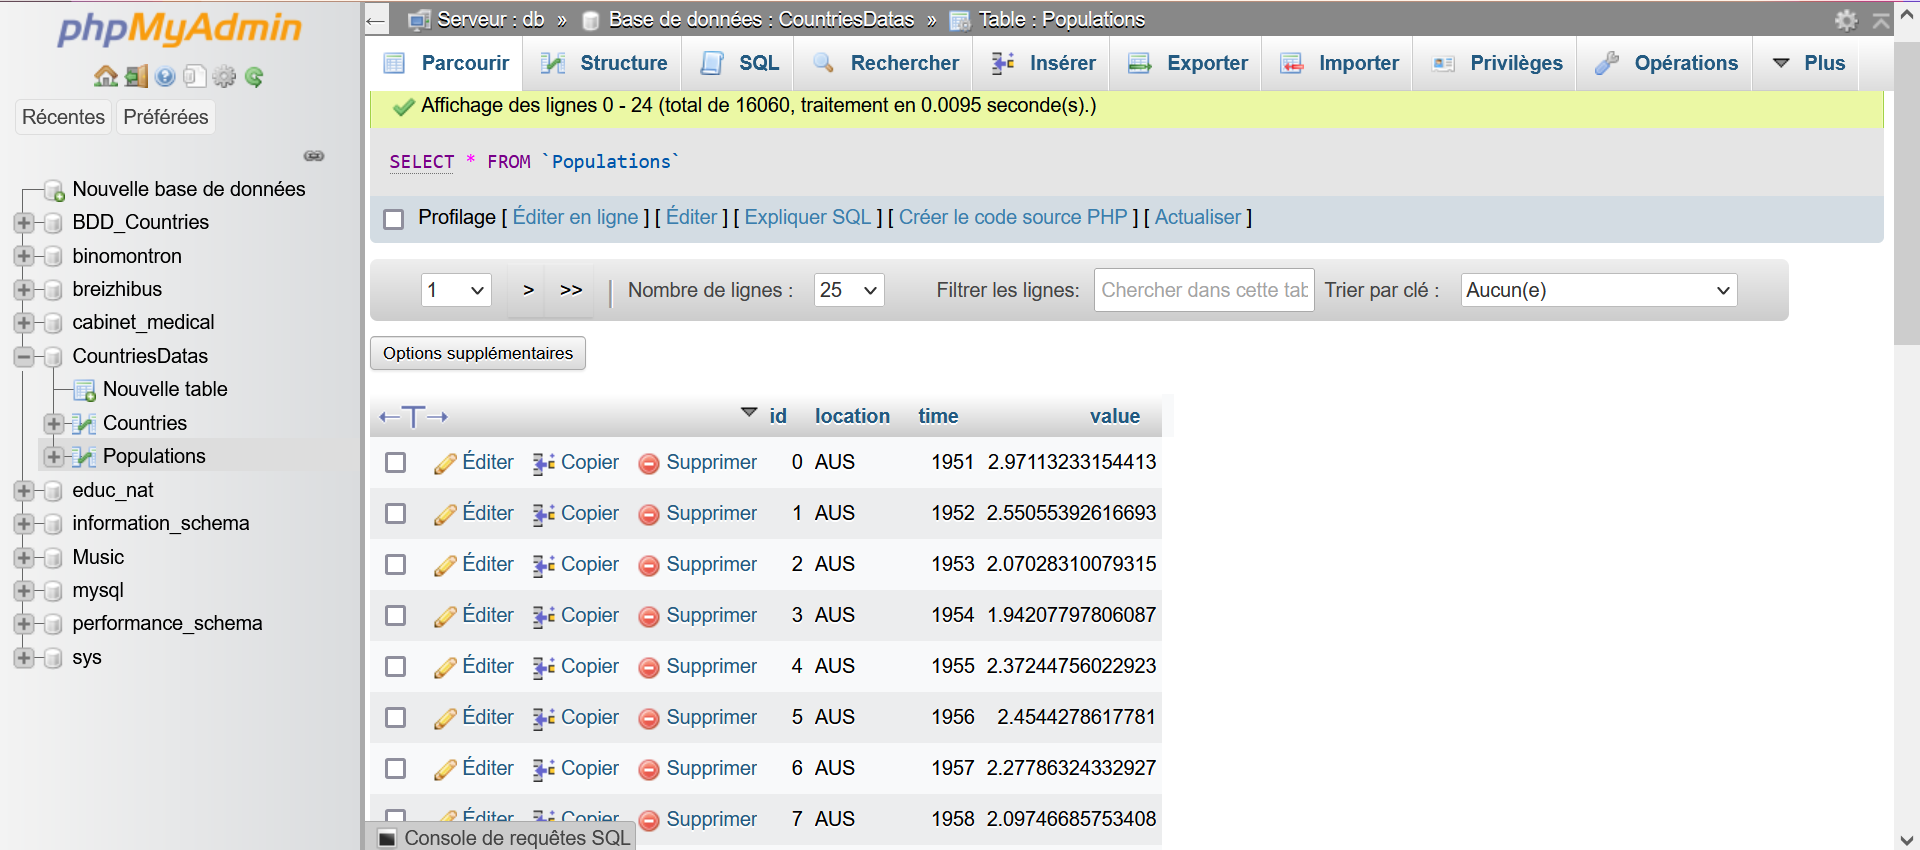 phpMyAdmin
Récentes Préférées
Nouvelle base de données
BDD_Countries
binomontron
breizhibus
cabinet_medical
CountriesDatas
Nouvelle table
Countries
Populations
educ_nat
information_schema
Music
mysql
performance_schema
sys
← Serveur : db » Base de données : CountriesDatas » Table : Populations
Parcourir Structure SQL Rechercher Insérer Exporter Importer Privilèges Opérations Plus
Affichage des lignes 0 - 24 (total de 16060, traitement en 0.0095 seconde(s).)
SELECT * FROM `Populations`
Profilage [ Éditer en ligne ] [ Éditer ] [ Expliquer SQL ] [ Créer le code source PHP ] [ Actualiser ]
1 > >> | Nombre de lignes : 25 Filtrer les lignes: Chercher dans cette tab Trier par clé : Aucun(e)
Options supplémentaires
←T→ id location time value
Éditer Copier Supprimer 0 AUS 1951 2.97113233154413
Éditer Copier Supprimer 1 AUS 1952 2.55055392616693
Éditer Copier Supprimer 2 AUS 1953 2.07028310079315
Éditer Copier Supprimer 3 AUS 1954 1.94207797806087
Éditer Copier Supprimer 4 AUS 1955 2.37244756022923
Éditer Copier Supprimer 5 AUS 1956 2.4544278617781
Éditer Copier Supprimer 6 AUS 1957 2.27786324332927
Éditer Copier Supprimer 7 AUS 1958 2.09746685753408
Console de requêtes SQL